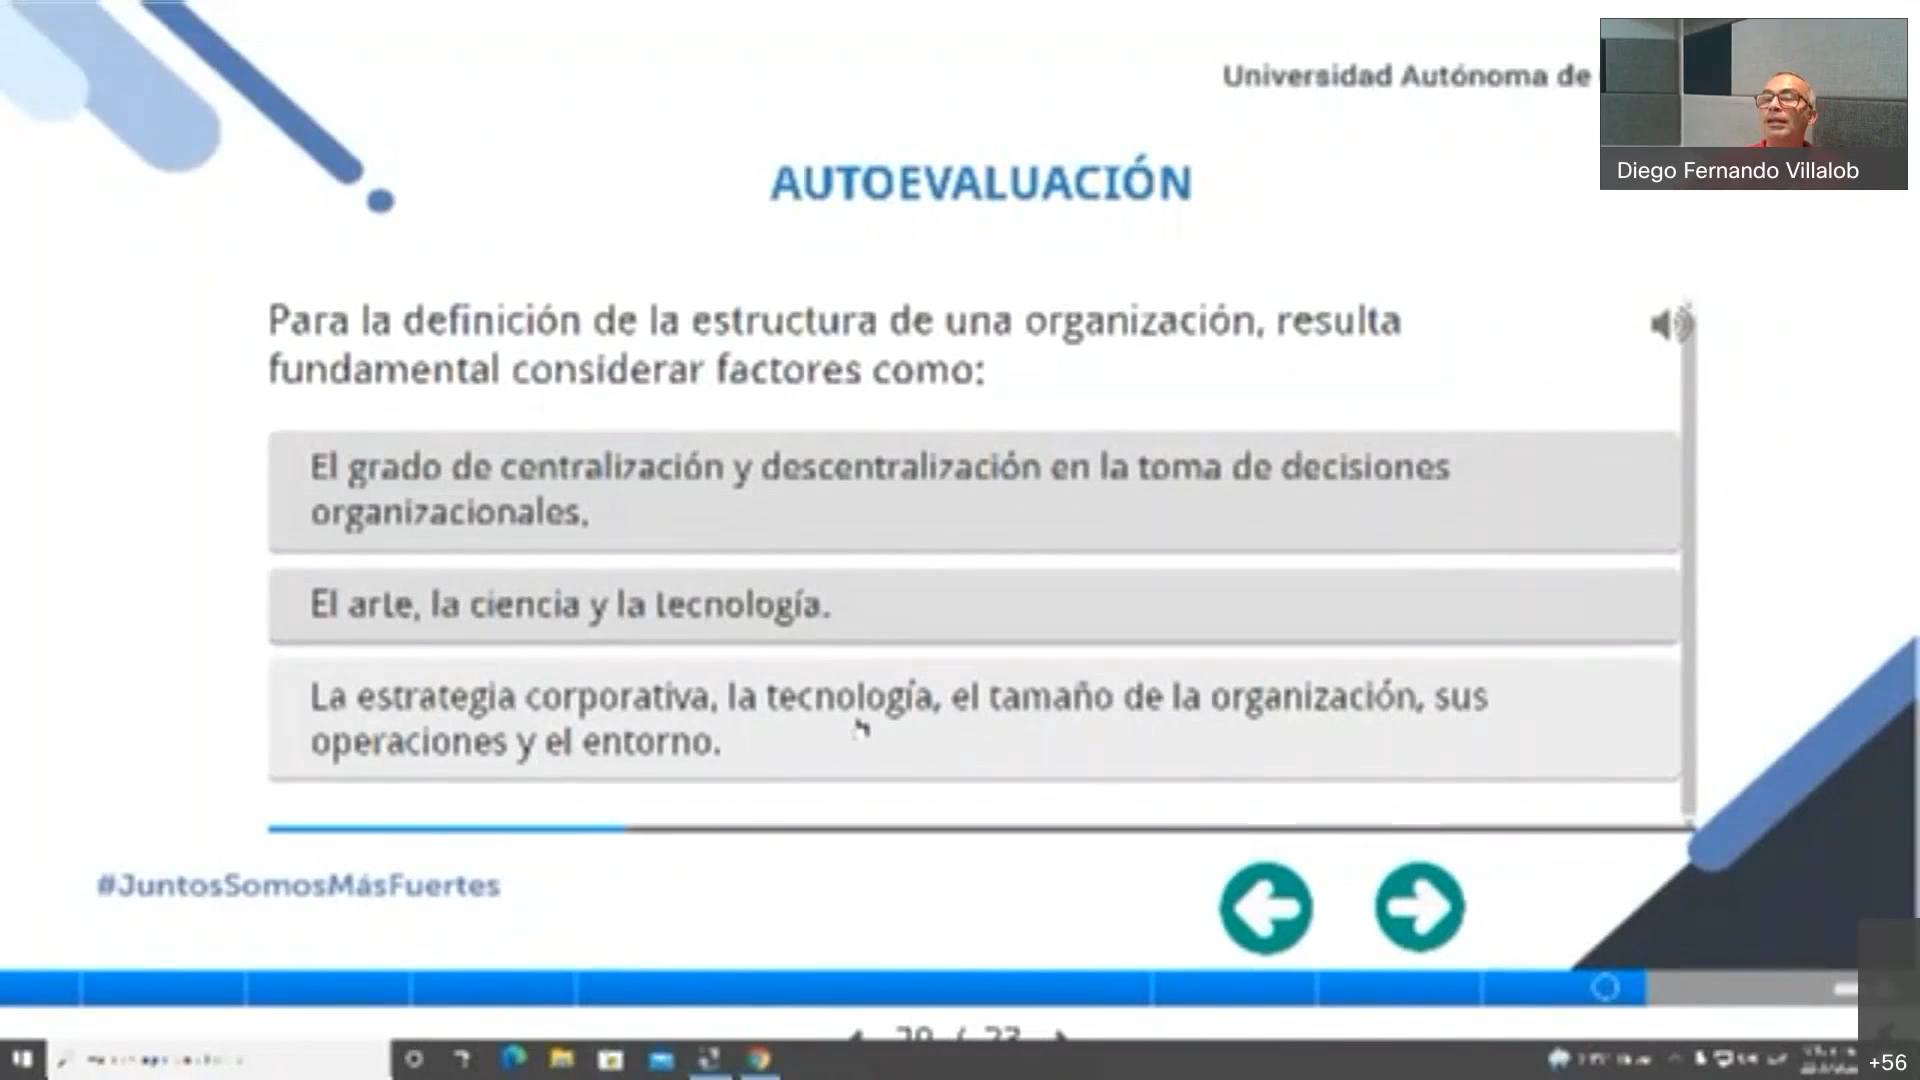 Universidad Autónoma de
Diego Fernando Villalob
AUTOEVALUACIÓN
Para la definición de la estructura de una organización, resulta
fundamental considerar factores como:
El grado de centralización y descentralización en la toma de decisiones
organizacionales.
El arte, la ciencia y la tecnología.
La estrategia corporativa, la tecnología, el tamaño de la organización, sus
operaciones y el entorno.
#JuntosSomosMásFuertes
+56